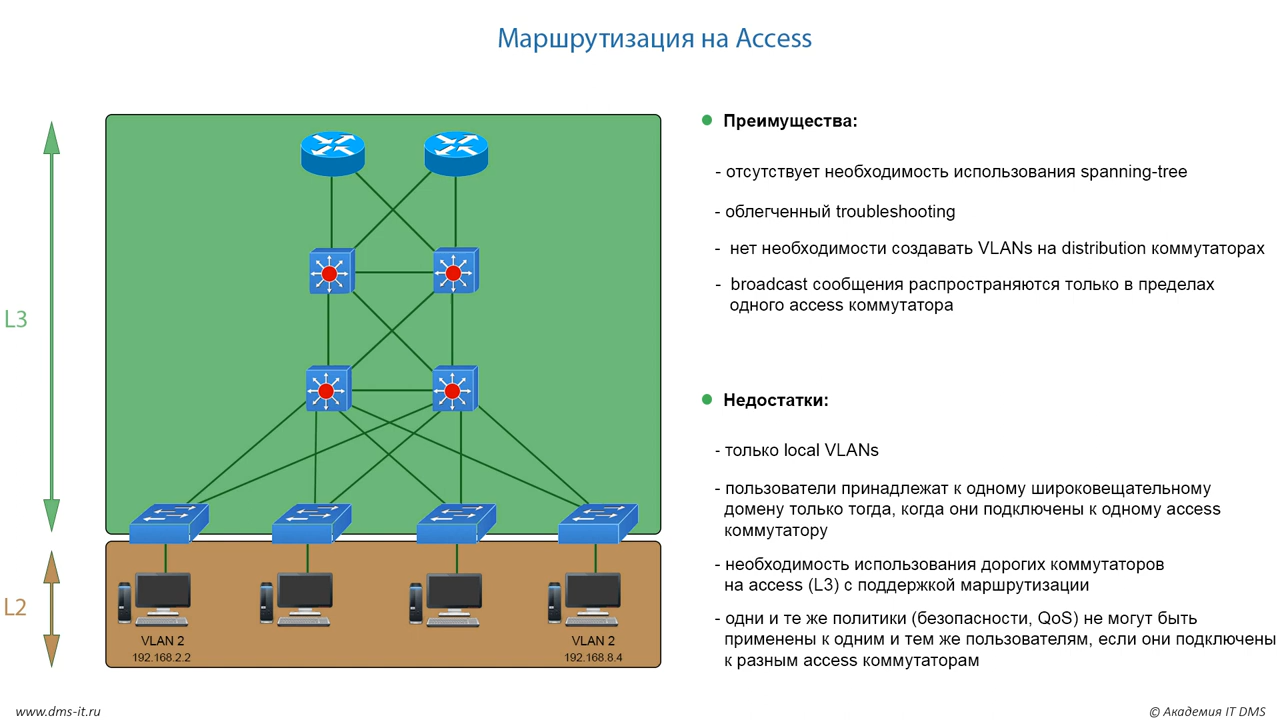 Маршрутизация на Access
L3
L2
VLAN 2
192.168.2.2
VLAN 2
192.168.8.4
Преимущества:
- отсутствует необходимость использования spanning-tree
- облегченный troubleshooting
- нет необходимости создавать VLANs на distribution коммутаторах
- broadcast сообщения распространяются только в пределах
одного access коммутатора
Недостатки:
- только local VLANs
- пользователи принадлежат к одному широковещательному
домену только тогда, когда они подключены к одному access
коммутатору
- необходимость использования дорогих коммутаторов
на access (L3) с поддержкой маршрутизации
- одни и те же политики (безопасности, QoS) не могут быть
применены к одним и тем же пользователям, если они подключены
к разным access коммутаторам
www.dms-it.ru
© Академия IT DMS